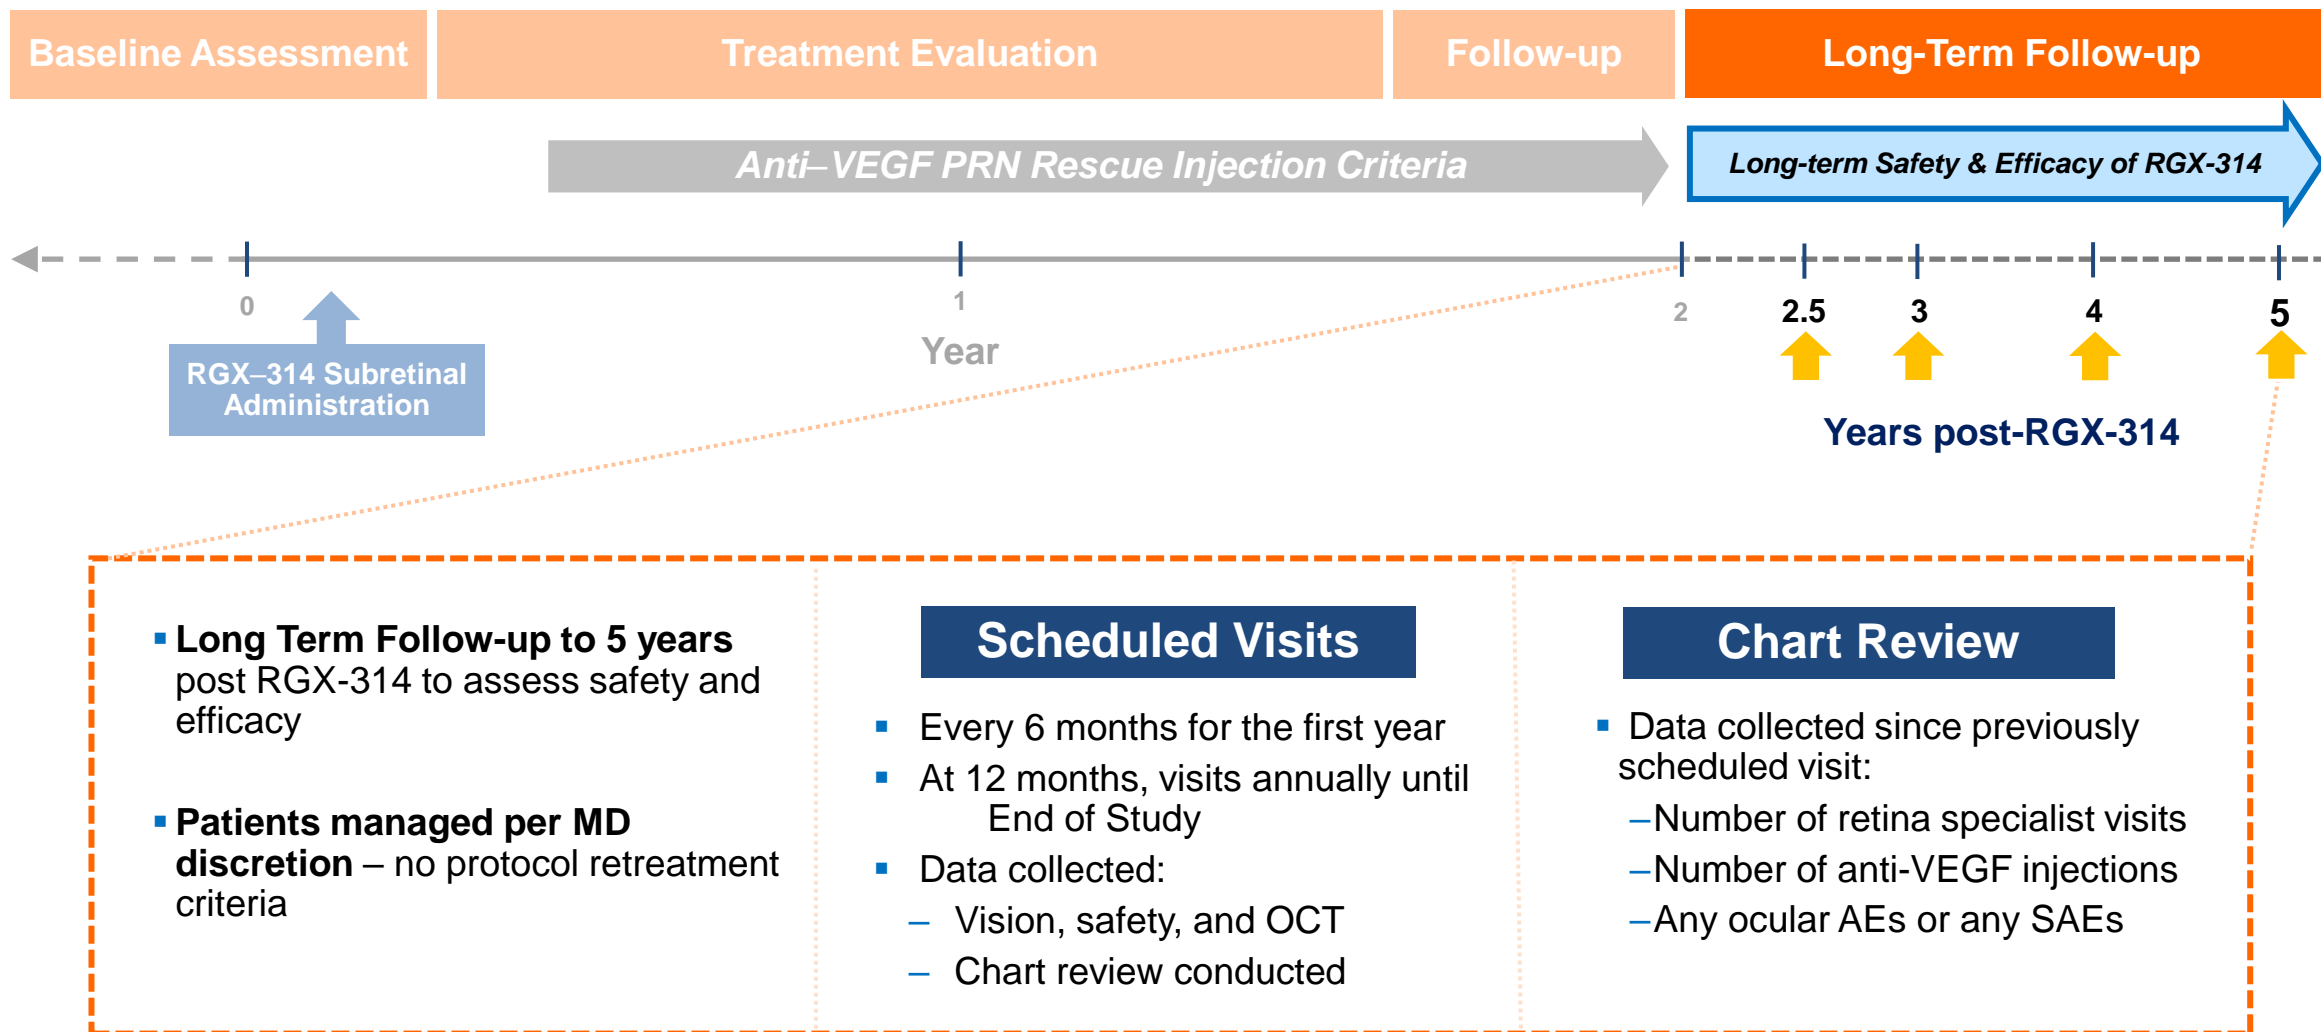 Baseline Assessment
Treatment Evaluation
Follow-up
Long-Term Follow-up
Anti–VEGF PRN Rescue Injection Criteria
Long-term Safety & Efficacy of RGX-314
0
1
2
2.5
3
4
5
Year
RGX–314 Subretinal
Administration
Years post-RGX-314
▪ Long Term Follow-up to 5 years
post RGX-314 to assess safety and
efficacy
▪ Patients managed per MD
discretion – no protocol retreatment
criteria
Scheduled Visits
▪ Every 6 months for the first year
▪ At 12 months, visits annually until
End of Study
▪ Data collected:
– Vision, safety, and OCT
– Chart review conducted
Chart Review
▪ Data collected since previously
scheduled visit:
–Number of retina specialist visits
–Number of anti-VEGF injections
–Any ocular AEs or any SAEs